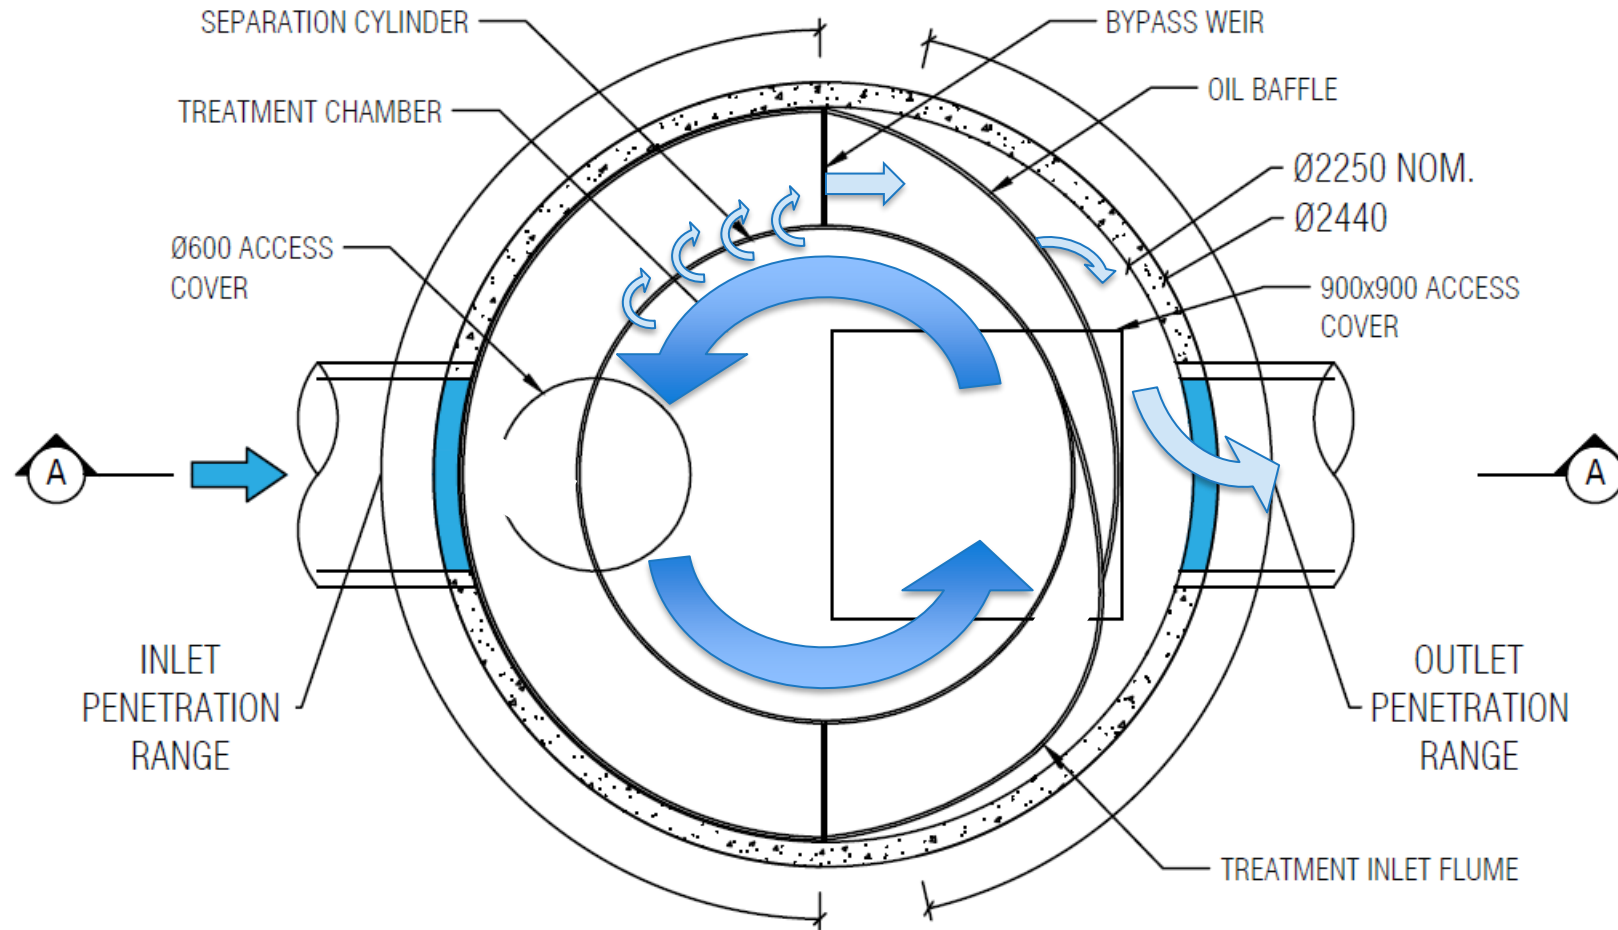 SEPARATION CYLINDER
BYPASS WEIR
OIL BAFFLE
TREATMENT CHAMBER
Ø2250 NOM.
Ø2440
Ø600 ACCESS
COVER
900x900 ACCESS
COVER
A
A
INLET
PENETRATION
RANGE
OUTLET
PENETRATION
RANGE
TREATMENT INLET FLUME